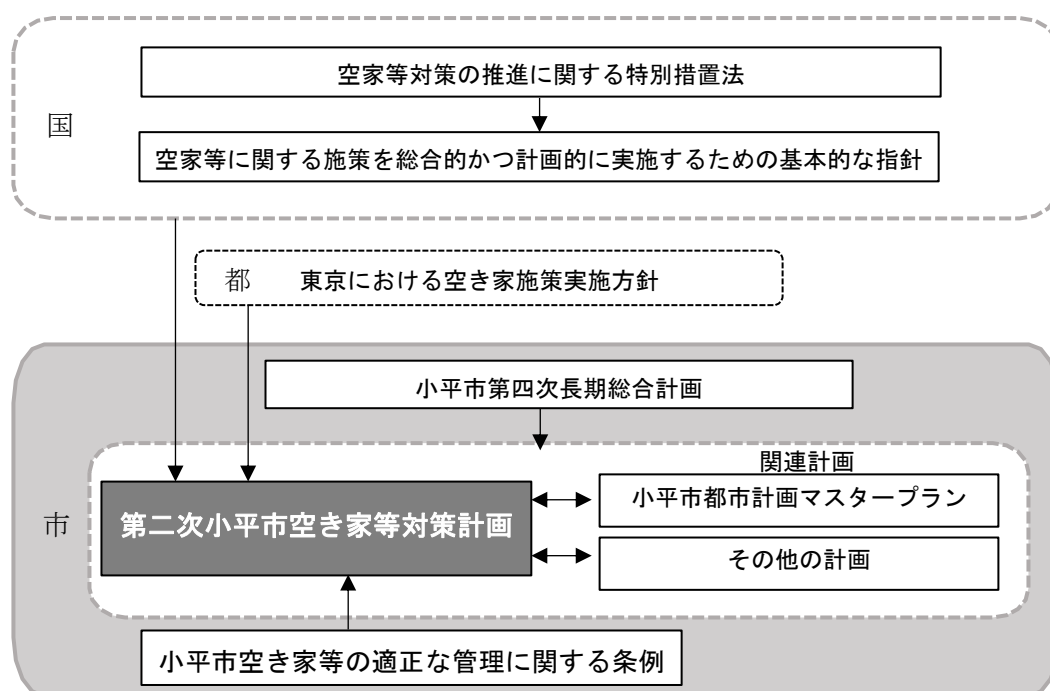 国
空家等対策の推進に関する特別措置法
空家等に関する施策を総合的かつ計画的に実施するための基本的な指針
都 東京における空き家施策実施方針
市
小平市第四次長期総合計画
関連計画
第二次小平市空き家等対策計画
小平市都市計画マスタープラン
その他の計画
小平市空き家等の適正な管理に関する条例